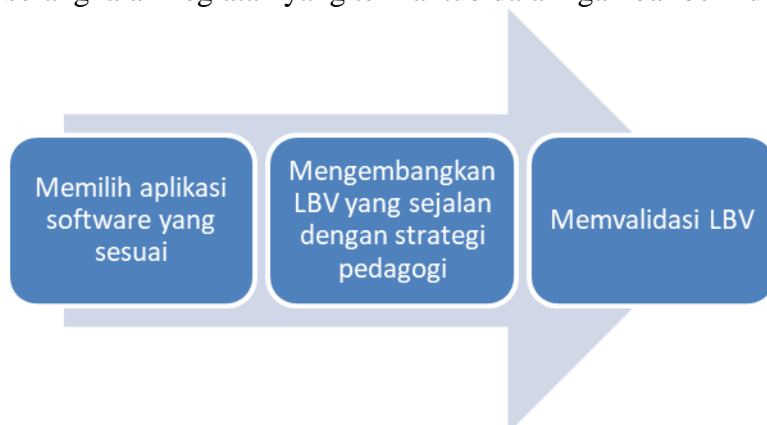 Memilih aplikasi
software yang
sesuai
Mengembangkan
LBV yang sejalan
dengan strategi
pedagogi
Memvalidasi LBV